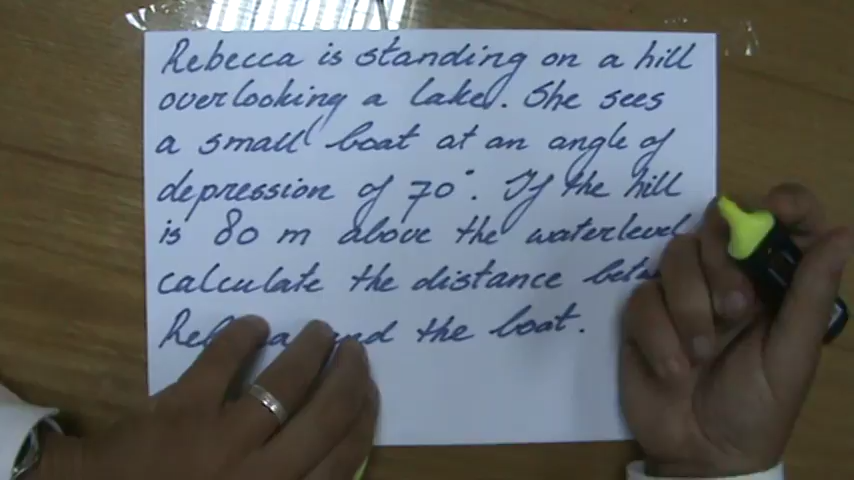 Rebecca is standing on a hill
overlooking a lake. She sees
a small boat at an angle of
depression of 70°. If the hill
is 80 m above the waterlevel
calculate the distance
and the boat.